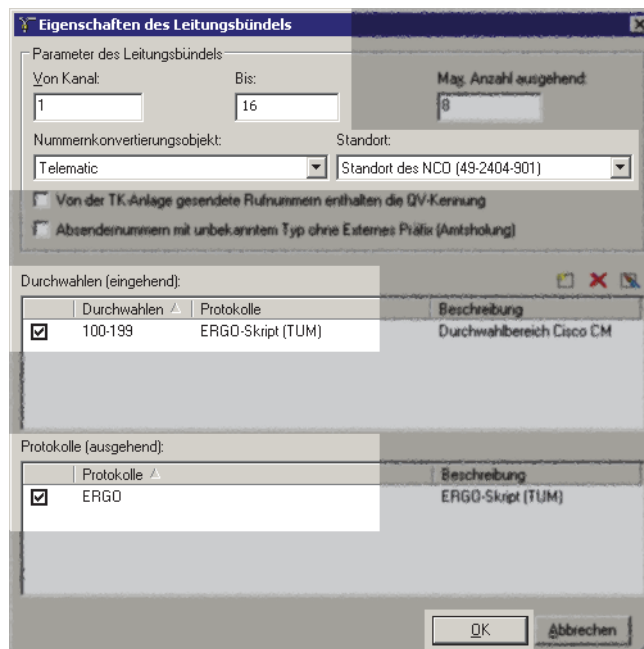 Eigenschaften des Leitungsbündels
Parameter des Leitungsbündels
Von Kanal: Bis: Max. Anzahl ausgehend:
1 16 8
Nummernkonvertierungsobjekt: Standort:
Telematic Standort des NCO (49-2404-901)
Von der TK-Anlage gesendete Rufnummern enthalten die QV-Kennung
Absendernummern mit unbekanntem Typ ohne Externes Präfix (Amtsholung)
Durchwahlen (eingehend):
Durchwahlen Protokolle Beschreibung
100-199 ERGO-Skript (TUM) Durchwahlbereich Cisco CM
Protokolle (ausgehend):
Protokolle Beschreibung
ERGO ERGO-Skript (TUM)
OK Abbrechen